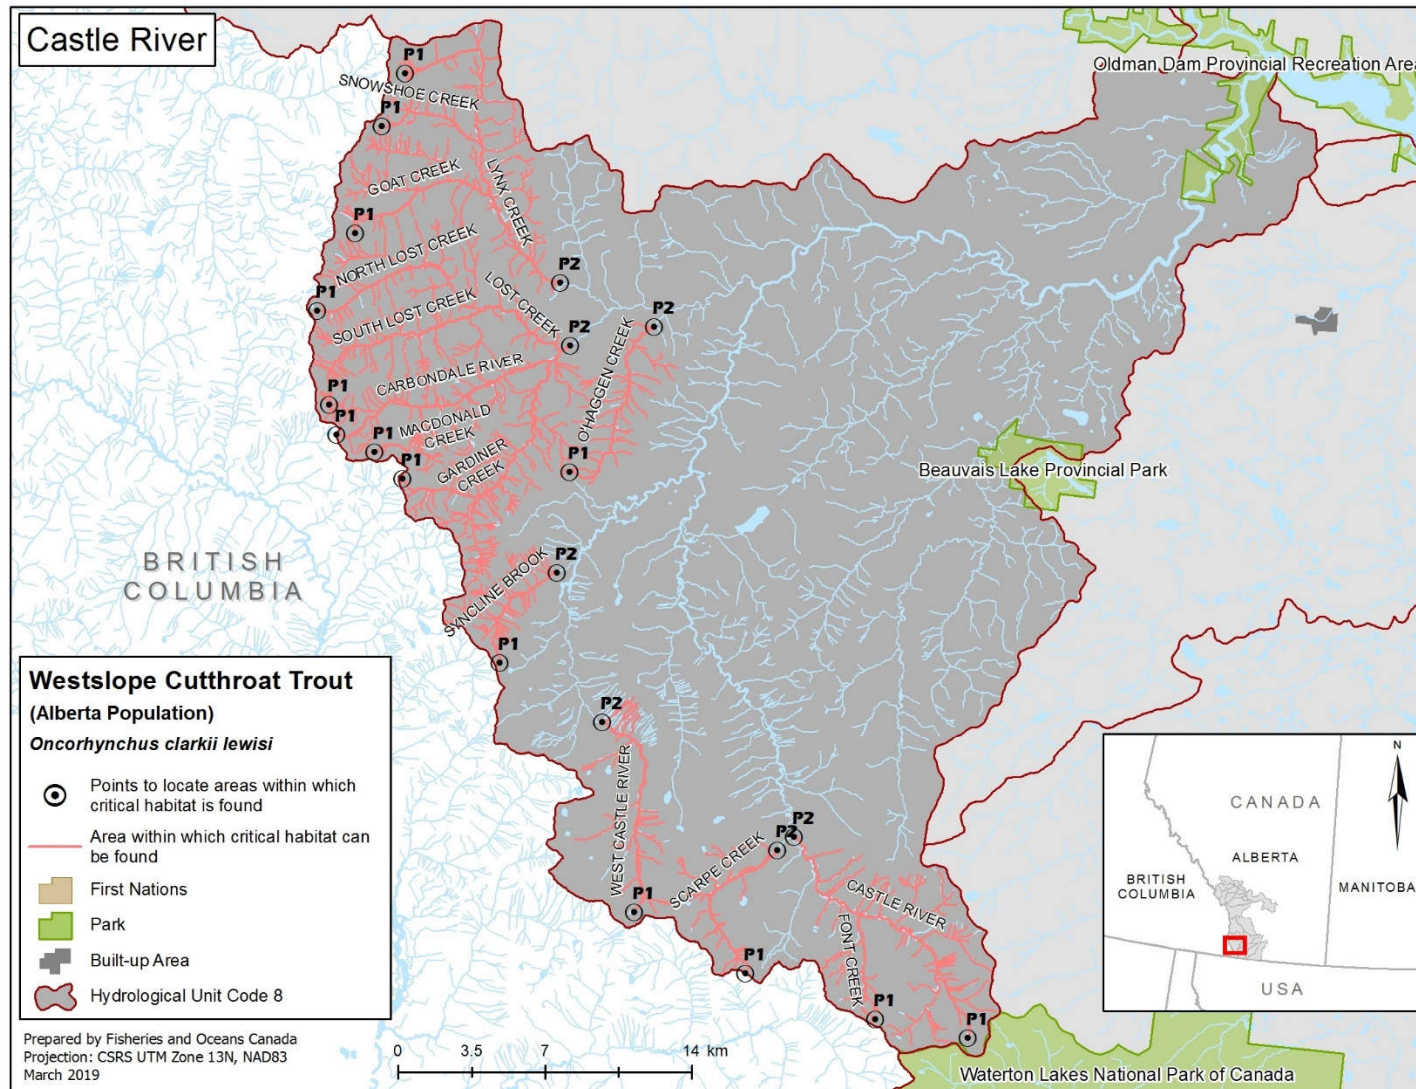 Castle River
Oldman Dam Provincial Recreation Area
P1
SNOWSHOE CREEK
P1
GOAT CREEK
LYNX CREEK
P1
NORTH LOST CREEK
P2
P1
LOST CREEK
P2
SOUTH LOST CREEK
P2
O'HAGGEN CREEK
CARBONDALE RIVER
P1
P1
MACDONALD
CREEK
P1
P1
GARDINER
CREEK
P1
Beauvais Lake Provincial Park
BRITISH
COLUMBIA
P2
SYNCLINE BROOK
P1
P2
WEST CASTLE RIVER
P2
P2
SCARPE CREEK
CASTLE RIVER
P1
FONT CREEK
P1
P1
P1
Waterton Lakes National Park of Canada
Westslope Cutthroat Trout
(Alberta Population)
Oncorhynchus clarkii lewisi
Points to locate areas within which
critical habitat is found
Area within which critical habitat can
be found
First Nations
Park
Built-up Area
Hydrological Unit Code 8
Prepared by Fisheries and Oceans Canada
Projection: CSRS UTM Zone 13N, NAD83
March 2019
0 3.5 7 14 km
N
CANADA
ALBERTA
BRITISH
COLUMBIA
MANITOBA
USA